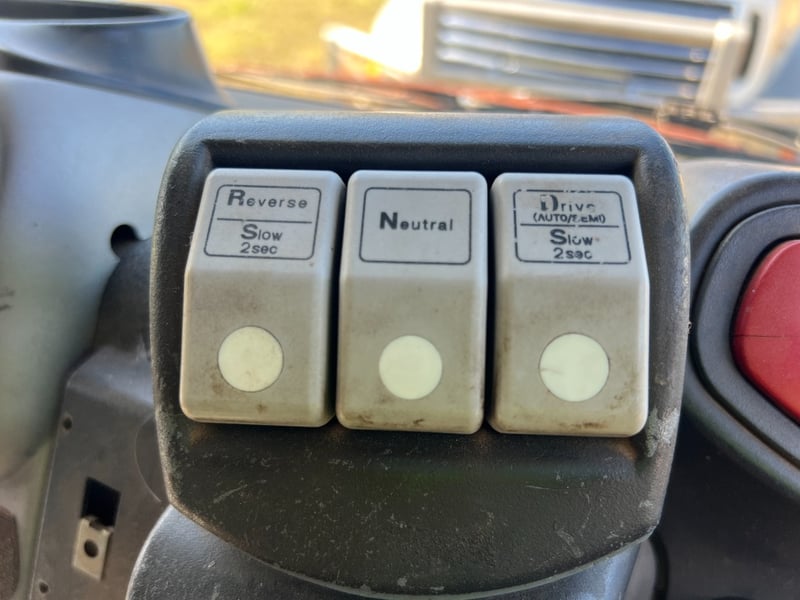 Reverse
Slow
2sec
Neutral
Drive
(AUTO/SEMI)
Slow
2sec